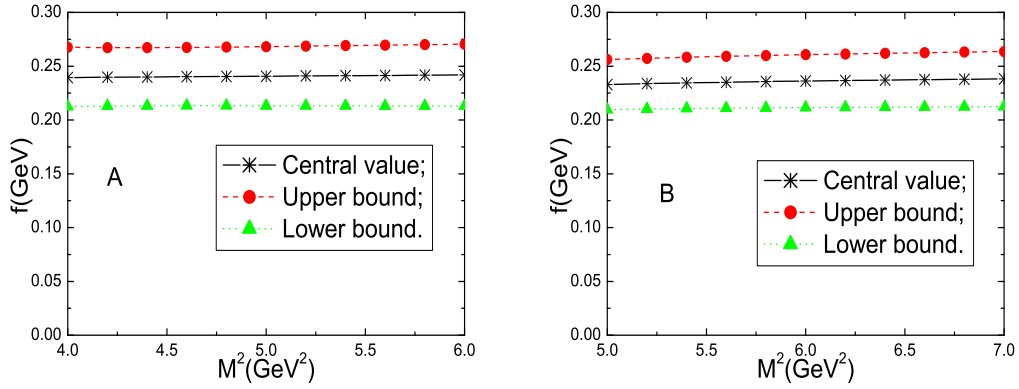 0.30
0.25
0.20
0.15
0.10
0.05
0.00
f(GeV)
A
Central value;
Upper bound;
Lower bound.
4.0 4.5 5.0 5.5 6.0
M²(GeV²)
0.30
0.25
0.20
0.15
0.10
0.05
0.00
f(GeV)
B
Central value;
Upper bound;
Lower bound.
5.0 5.5 6.0 6.5 7.0
M²(GeV²)